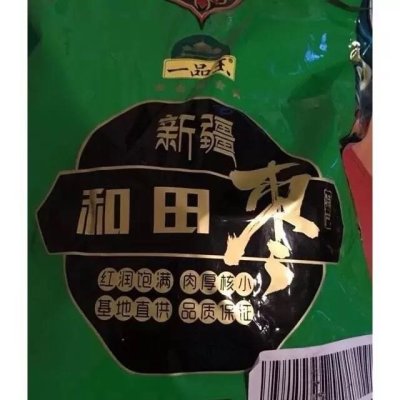 一品玉
新疆
和田枣
红润饱满 肉厚核小
基地直供 品质保证